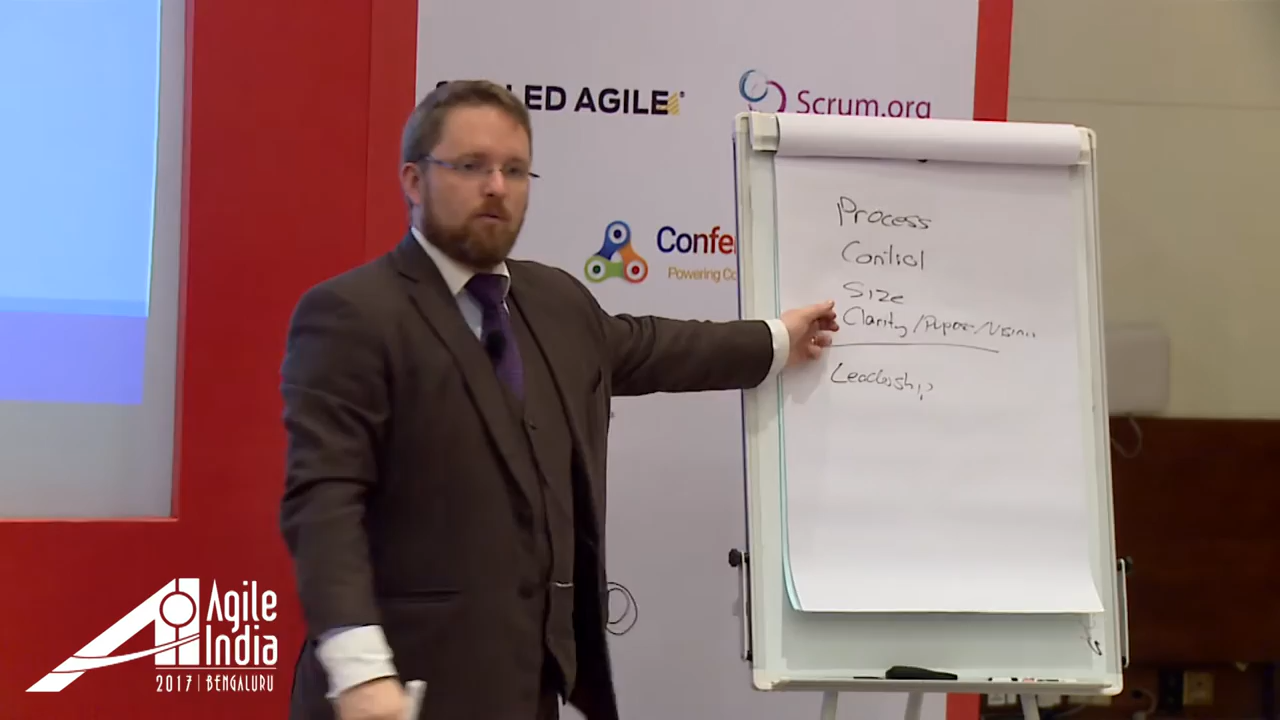 LED AGILE
Scrum.org
Confe
Powering Co
Process
Control
Size
Clarity/Purpose/Vision
Leadership
Agile
India
2017 | BENGALURU